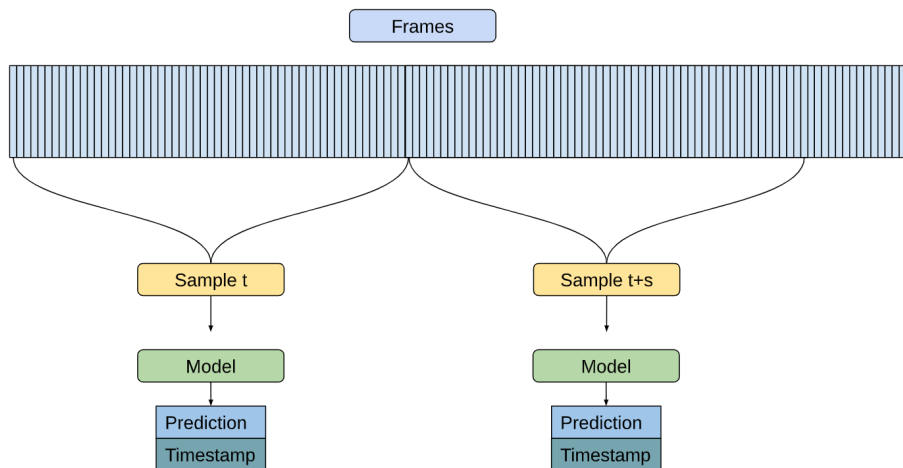 Frames
Sample t
Sample t+s
Model
Model
Prediction
Prediction
Timestamp
Timestamp